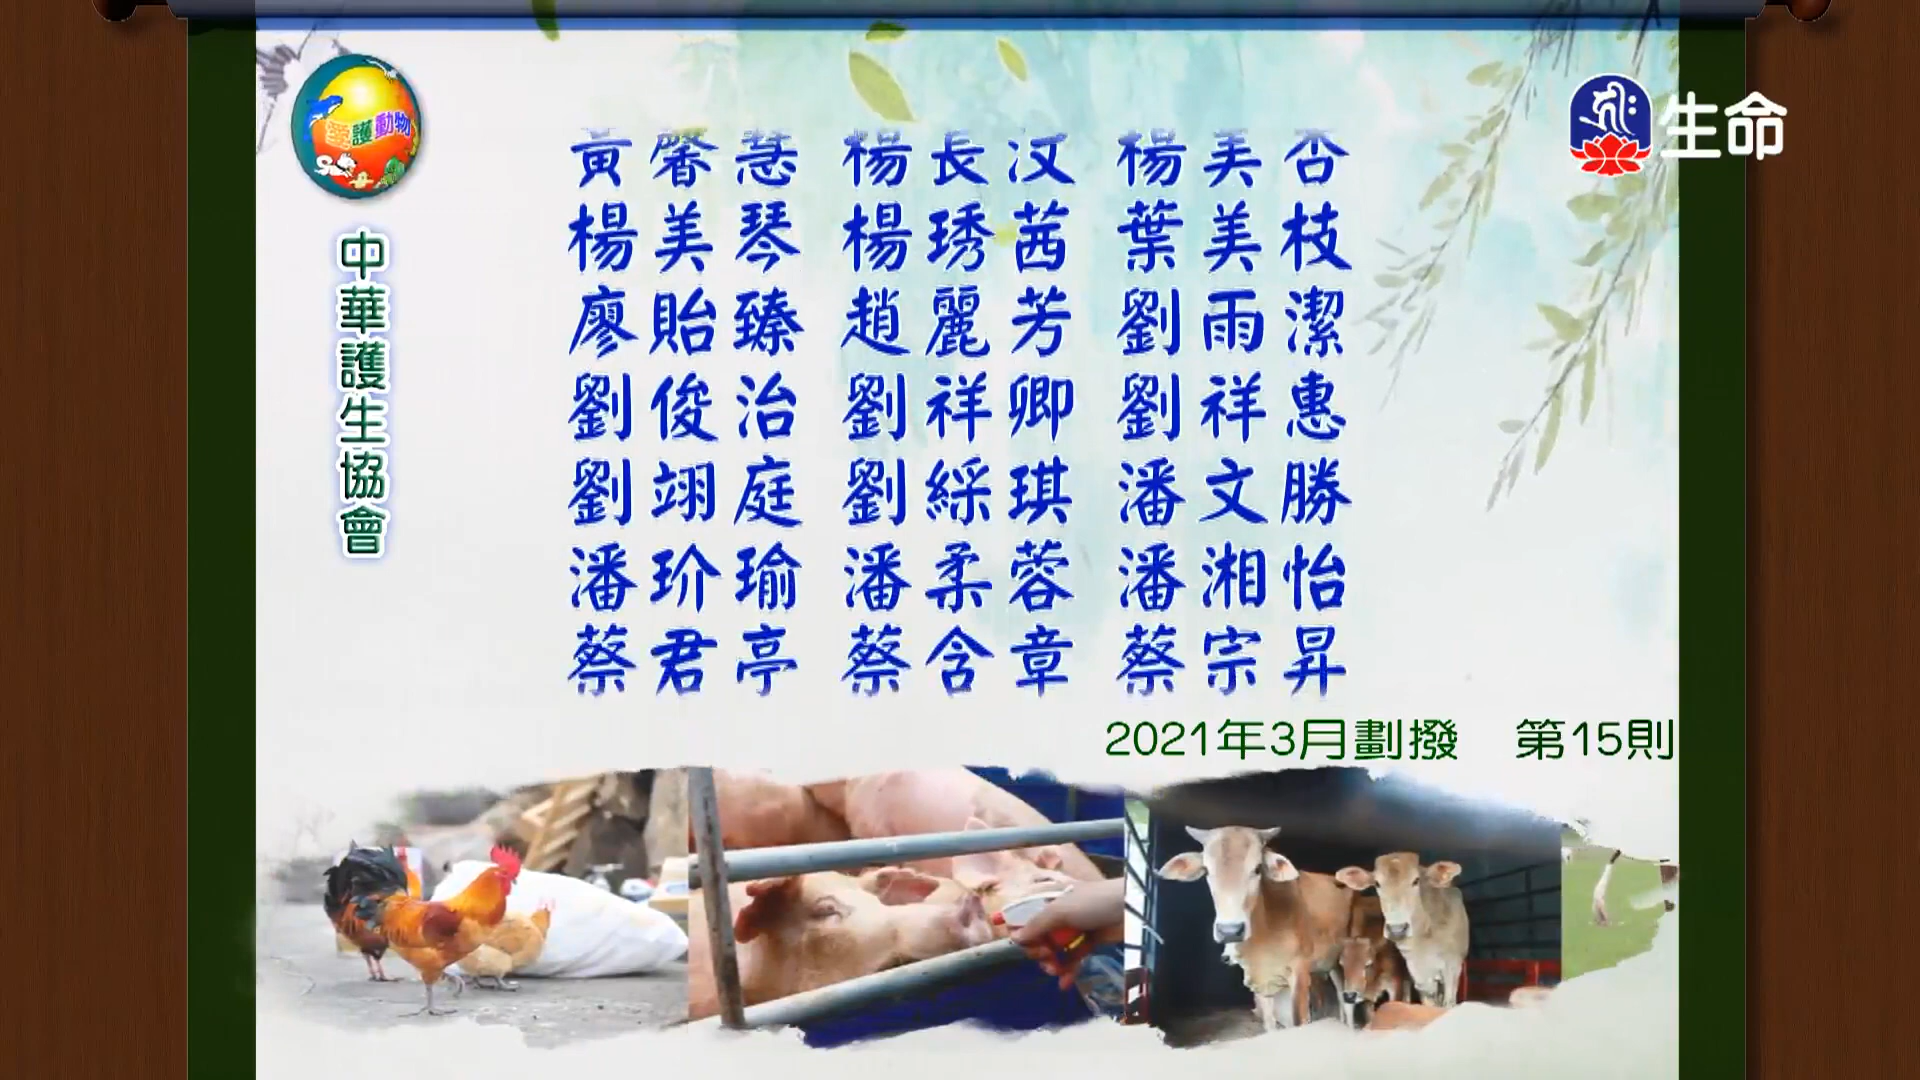 愛護動物
生命
中華護生協會
黃馨慧 楊長汶 楊美杏
楊美琴 楊琇茜 葉美枝
廖貽臻 趙麗芳 劉雨潔
劉俊治 劉祥卿 劉祥惠
劉翊庭 劉綵琪 潘文勝
潘玠瑜 潘柔蓉 潘湘怡
蔡君亭 蔡含章 蔡宗昇
2021年3月劃撥 第15則